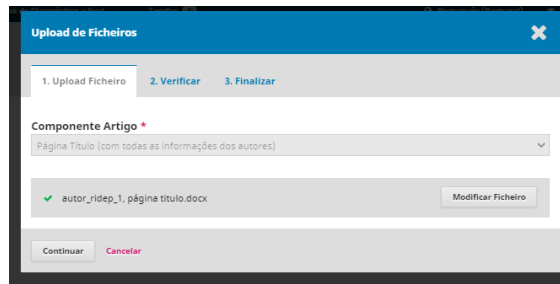 Upload de Ficheiros
1. Upload Ficheiro 2. Verificar 3. Finalizar
Componente Artigo *
Página Título (com todas as informações dos autores)
autor_ridep_1, página titulo.docx Modificar Ficheiro
Continuar Cancelar